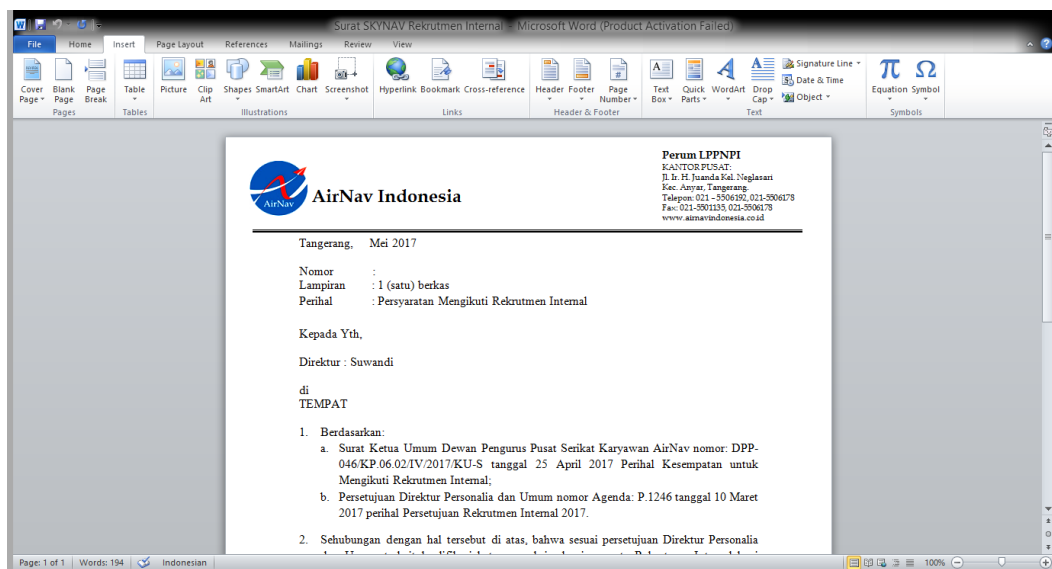 Surat SKYNAV Rekrutmen Internal - Microsoft Word (Product Activation Failed)
File Home Insert Page Layout References Mailings Review View
Cover Page Blank Page Page Break Table Picture Clip Art Shapes SmartArt Chart Screenshot Hyperlink Bookmark Cross-reference Header Footer Page Number Text Box Quick Parts WordArt Drop Cap Signature Line Date & Time Object Equation Symbol
Pages Tables Illustrations Links Header & Footer Text Symbols
AirNav
AirNav Indonesia
Perum LPPNPI
KANTOR PUSAT:
Jl. Ir. H. Juanda Kel. Neglasari
Kec. Anyar, Tangerang.
Telepon: 021 – 5506192, 021-5506178
Fax: 021-5501135, 021-5506178
www.airnavindonesia.co.id
Tangerang, Mei 2017
Nomor :
Lampiran : 1 (satu) berkas
Perihal : Persyaratan Mengikuti Rekrutmen Internal
Kepada Yth,
Direktur : Suwandi
di
TEMPAT
1. Berdasarkan:
a. Surat Ketua Umum Dewan Pengurus Pusat Serikat Karyawan AirNav nomor: DPP-
046/KP.06.02/IV/2017/KU-S tanggal 25 April 2017 Perihal Kesempatan untuk
Mengikuti Rekrutmen Internal;
b. Persetujuan Direktur Personalia dan Umum nomor Agenda: P.1246 tanggal 10 Maret
2017 perihal Persetujuan Rekrutmen Internal 2017.
2. Sehubungan dengan hal tersebut di atas, bahwa sesuai persetujuan Direktur Personalia
Page: 1 of 1 Words: 194 Indonesian 100%